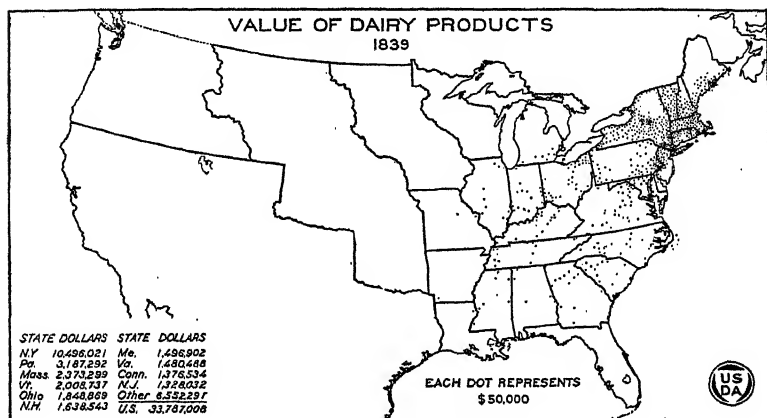 VALUE OF DAIRY PRODUCTS
1839
STATE DOLLARS STATE DOLLARS
N.Y 10,496,021 Me. 1,496,902
Pa. 3,187,292 Va. 1,480,488
Mass. 2,373,299 Conn. 1,376,534
Vt. 2,008,737 N.J. 1,328,032
Ohio 1,848,869 Other 6,552,291
N.H. 1,638,543 U.S. 33,787,008
EACH DOT REPRESENTS
$50,000
US
DA